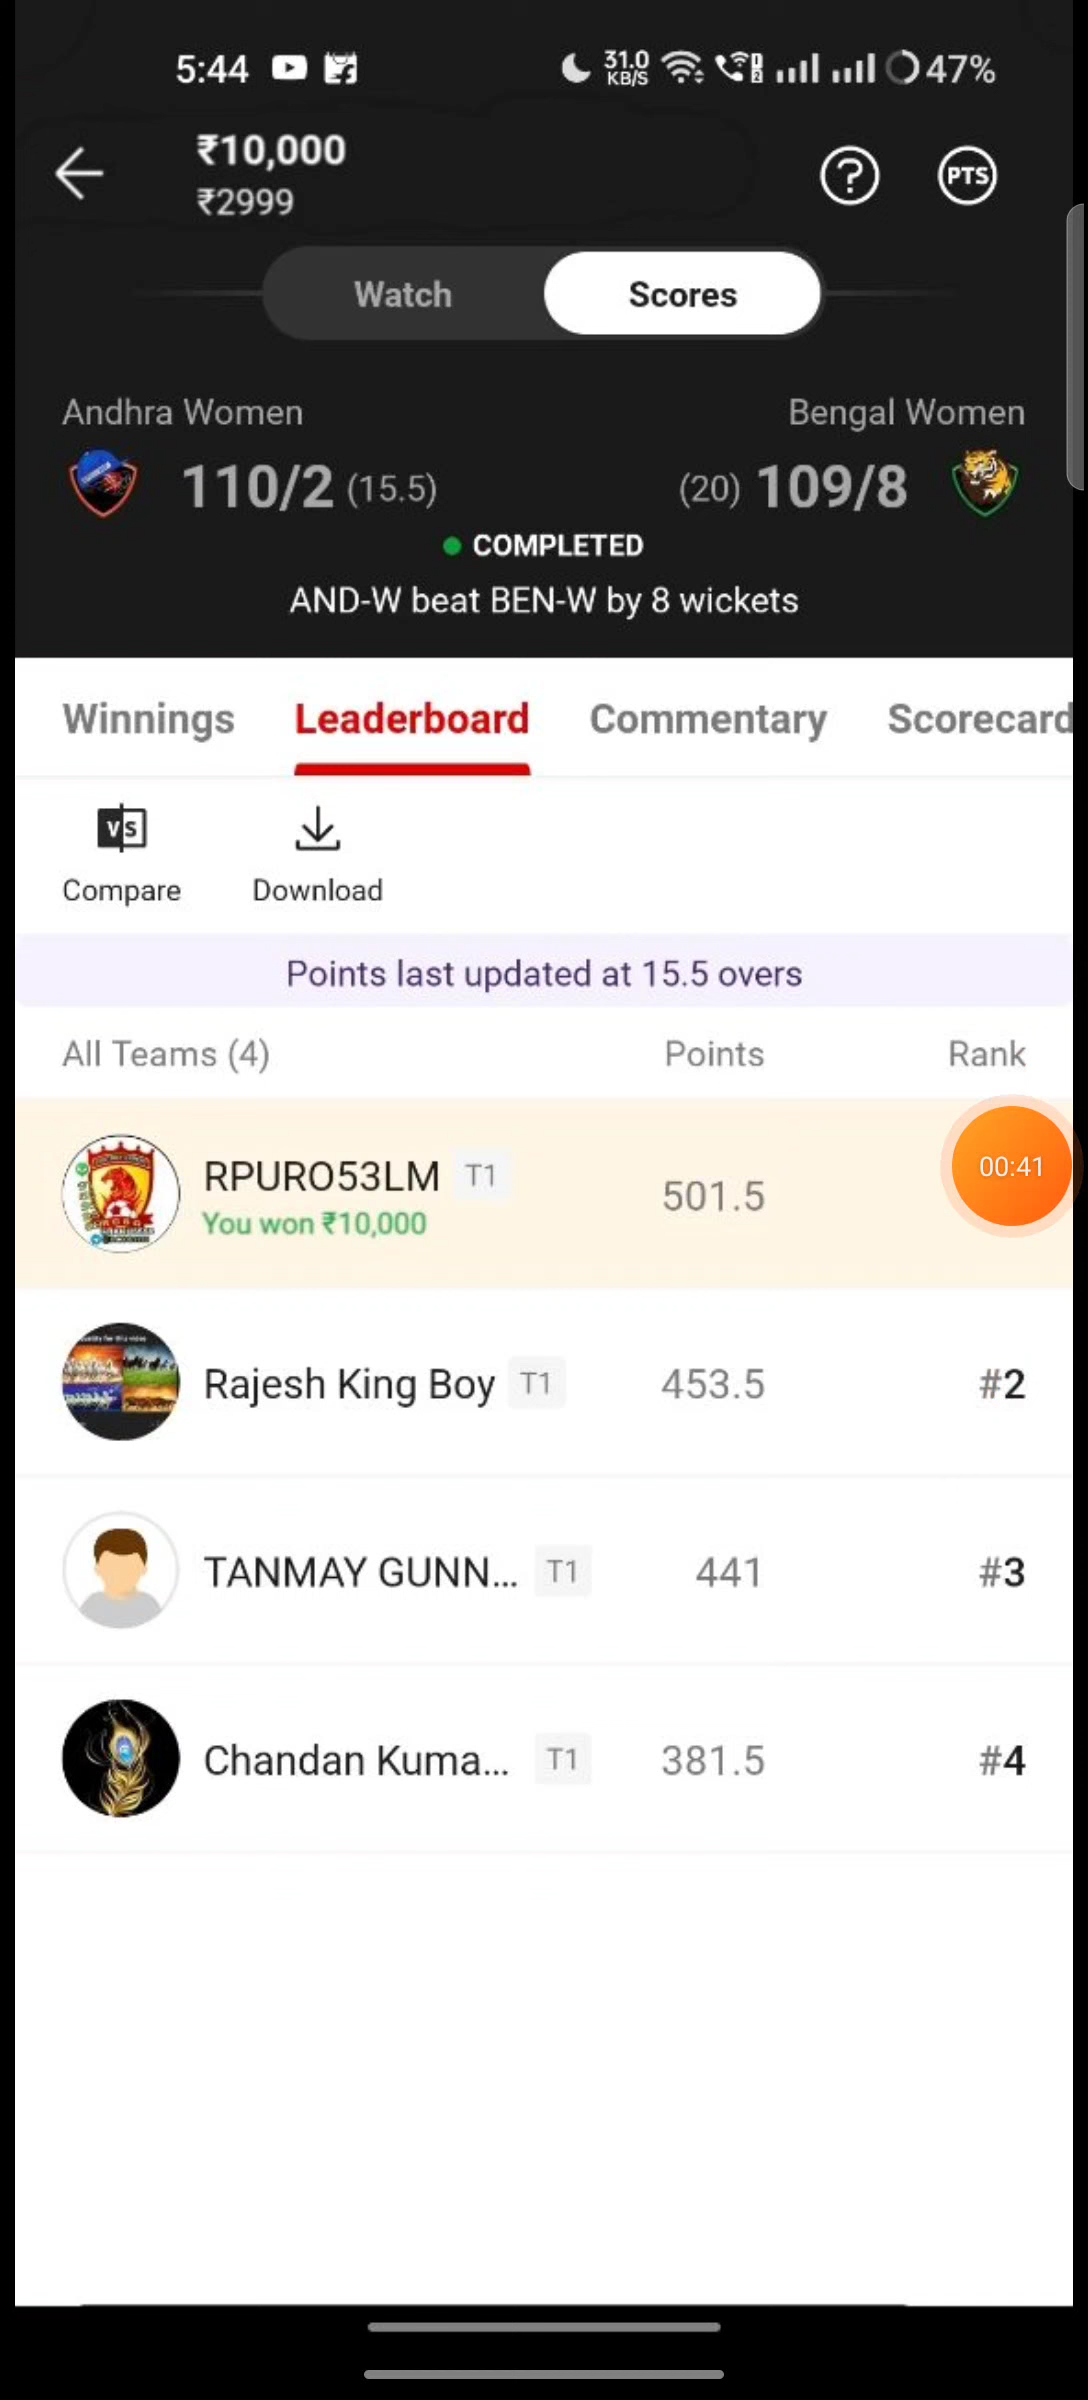 5:44 31.0 KB/S 47%
₹10,000
₹2999
? PTS
Watch Scores
Andhra Women Bengal Women
110/2 (15.5) (20) 109/8
COMPLETED
AND-W beat BEN-W by 8 wickets
Winnings Leaderboard Commentary Scorecard
VS
Compare Download
Points last updated at 15.5 overs
All Teams (4) Points Rank
RPURO53LM T1 501.5 00:41
You won ₹10,000
Rajesh King Boy T1 453.5 #2
TANMAY GUNN... T1 441 #3
Chandan Kuma... T1 381.5 #4